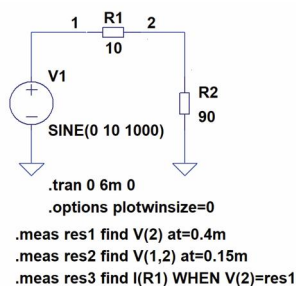 R1
1 2
10
V1
R2
90
SINE(0 10 1000)
.tran 0 6m 0
.options plotwinsize=0
.meas res1 find V(2) at=0.4m
.meas res2 find V(1,2) at=0.15m
.meas res3 find I(R1) WHEN V(2)=res1